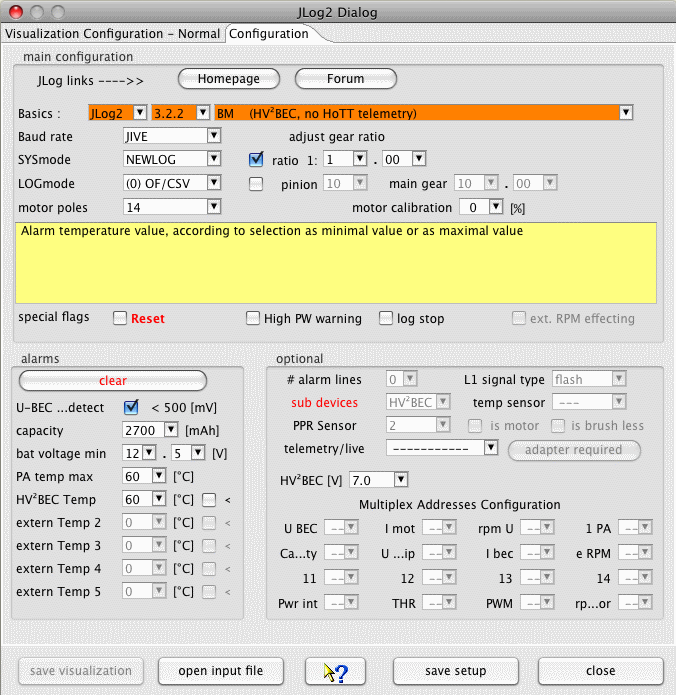 JLog2 Dialog
Visualization Configuration - Normal Configuration
main configuration
JLog links ---->> Homepage Forum
Basics : JLog2 3.2.2 BM (HV²BEC, no HoTT telemetry)
Baud rate JIVE adjust gear ratio
SYSmode NEWLOG ratio 1: 1 . 00
LOGmode (0) OF/CSV pinion 10 main gear 10 . 00
motor poles 14 motor calibration 0 [%]
Alarm temperature value, according to selection as minimal value or as maximal value
special flags Reset High PW warning log stop ext. RPM effecting
alarms optional
clear # alarm lines 0 L1 signal type flash
U-BEC ...detect < 500 [mV] sub devices HV²BEC temp sensor ---
capacity 2700 [mAh] PPR Sensor 2 is motor is brush less
bat voltage min 12 . 5 [V] telemetry/live ----------- adapter required
PA temp max 60 [°C] HV²BEC [V] 7.0
HV²BEC Temp 60 [°C] < Multiplex Addresses Configuration
extern Temp 2 0 [°C] < U BEC -- I mot -- rpm U -- 1 PA --
extern Temp 3 0 [°C] < Ca...ty -- U ...ip -- I bec -- e RPM --
extern Temp 4 0 [°C] < 11 -- 12 -- 13 -- 14 --
extern Temp 5 0 [°C] < Pwr int -- THR -- PWM -- rp...or --
save visualization open input file ? save setup close